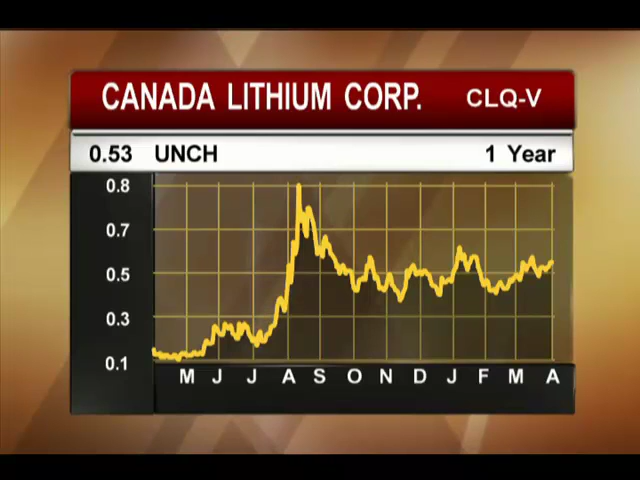 CANADA LITHIUM CORP. CLQ-V
0.53 UNCH 1 Year
0.8
0.7
0.5
0.3
0.1
M J J A S O N D J F M A